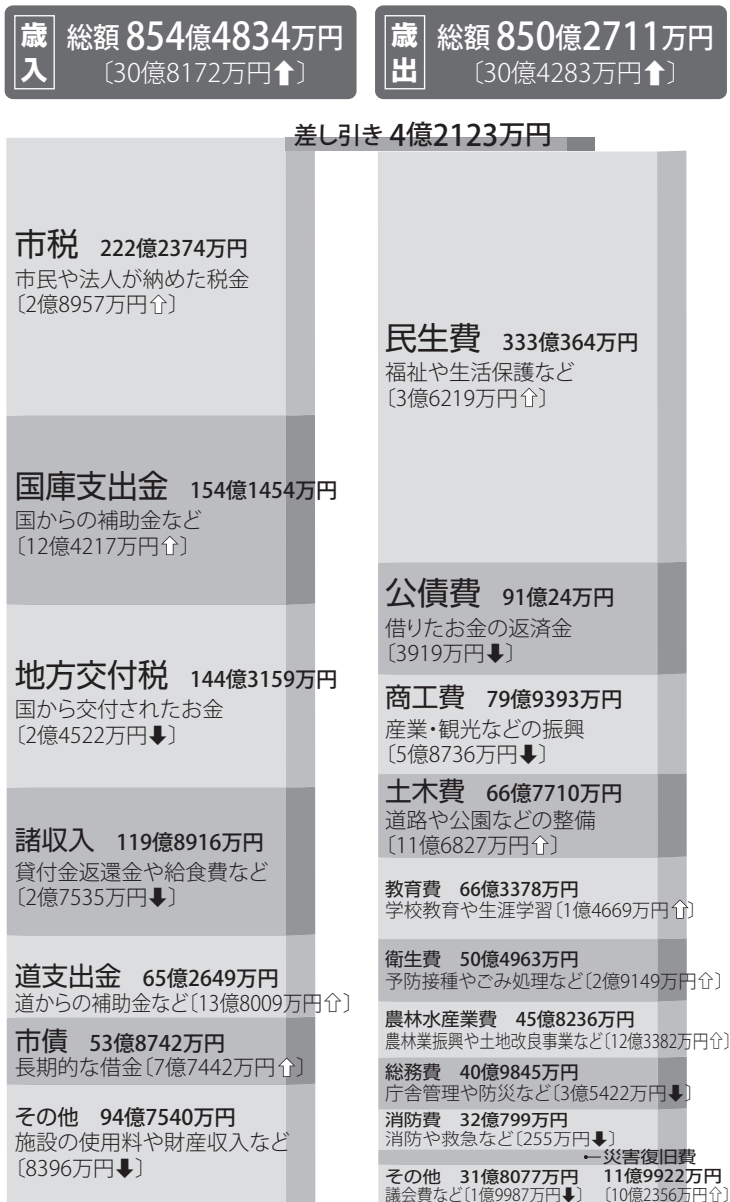 歳入 総額 854億4834万円
〔30億8172万円⬆〕
歳出 総額 850億2711万円
〔30億4283万円⬆〕
差し引き 4億2123万円
市税 222億2374万円
市民や法人が納めた税金
〔2億8957万円⇧〕
国庫支出金 154億1454万円
国からの補助金など
〔12億4217万円⇧〕
地方交付税 144億3159万円
国から交付されたお金
〔2億4522万円⬇〕
諸収入 119億8916万円
貸付金返還金や給食費など
〔2億7535万円⬇〕
道支出金 65億2649万円
道からの補助金など〔13億8009万円⇧〕
市債 53億8742万円
長期的な借金〔7億7442万円⇧〕
その他 94億7540万円
施設の使用料や財産収入など
〔8396万円⬇〕
民生費 333億364万円
福祉や生活保護など
〔3億6219万円⇧〕
公債費 91億24万円
借りたお金の返済金
〔3919万円⬇〕
商工費 79億9393万円
産業・観光などの振興
〔5億8736万円⬇〕
土木費 66億7710万円
道路や公園などの整備
〔11億6827万円⇧〕
教育費 66億3378万円
学校教育や生涯学習〔1億4669万円⇧〕
衛生費 50億4963万円
予防接種やごみ処理など〔2億9149万円⇧〕
農林水産業費 45億8236万円
農林業振興や土地改良事業など〔12億3382万円⇧〕
総務費 40億9845万円
庁舎管理や防災など〔3億5422万円⬇〕
消防費 32億799万円
消防や救急など〔255万円⬇〕
←災害復旧費
11億9922万円
〔10億2356万円⇧〕
その他 31億8077万円
議会費など〔1億9987万円⬇〕